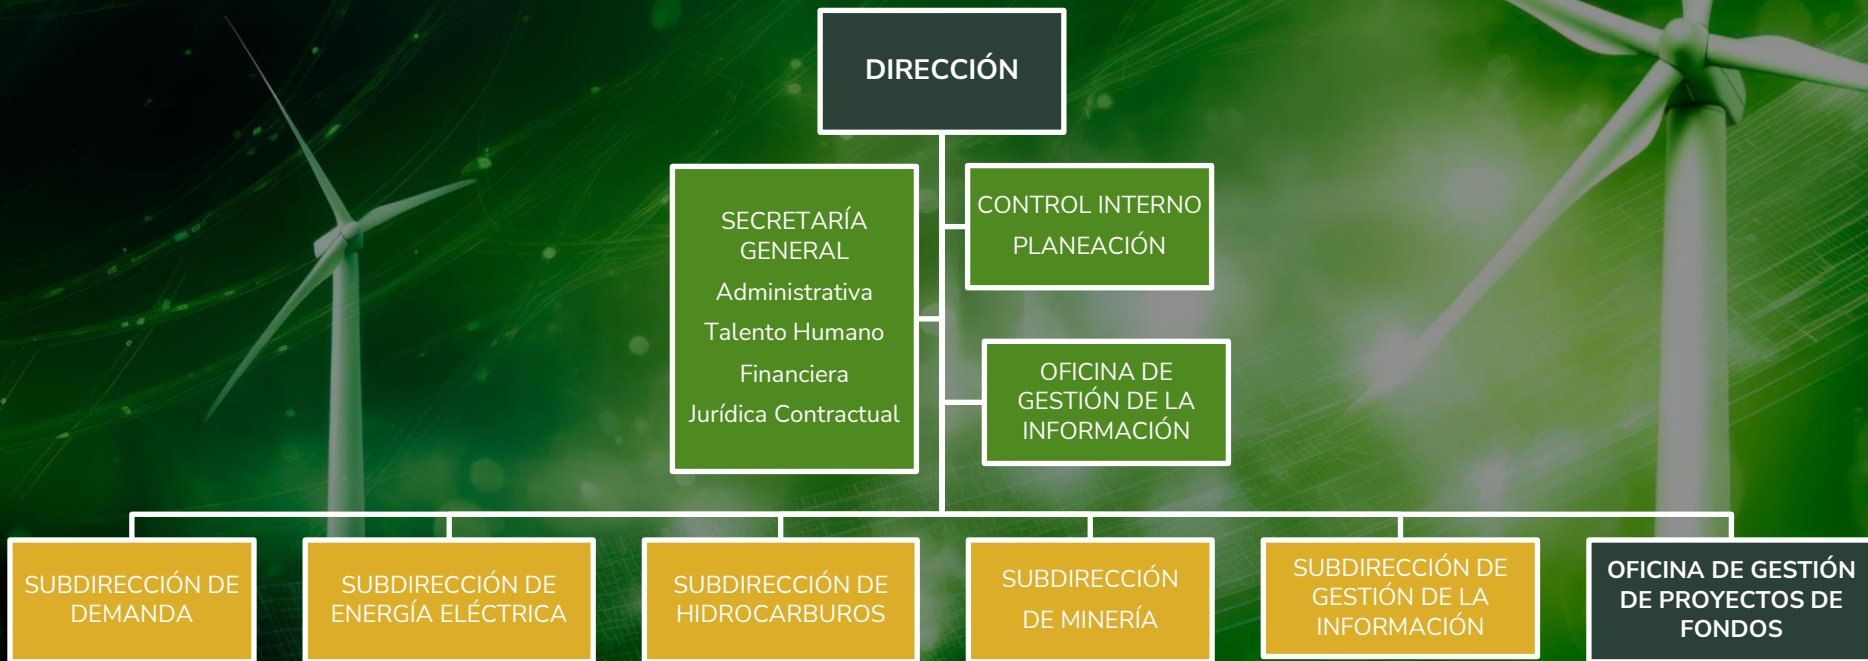 DIRECCIÓN
SECRETARÍA
GENERAL
Administrativa
Talento Humano
Financiera
Jurídica Contractual
CONTROL INTERNO
PLANEACIÓN
OFICINA DE
GESTIÓN DE LA
INFORMACIÓN
SUBDIRECCIÓN DE
DEMANDA
SUBDIRECCIÓN DE
ENERGÍA ELÉCTRICA
SUBDIRECCIÓN DE
HIDROCARBUROS
SUBDIRECCIÓN
DE MINERÍA
SUBDIRECCIÓN DE
GESTIÓN DE LA
INFORMACIÓN
OFICINA DE GESTIÓN
DE PROYECTOS DE
FONDOS